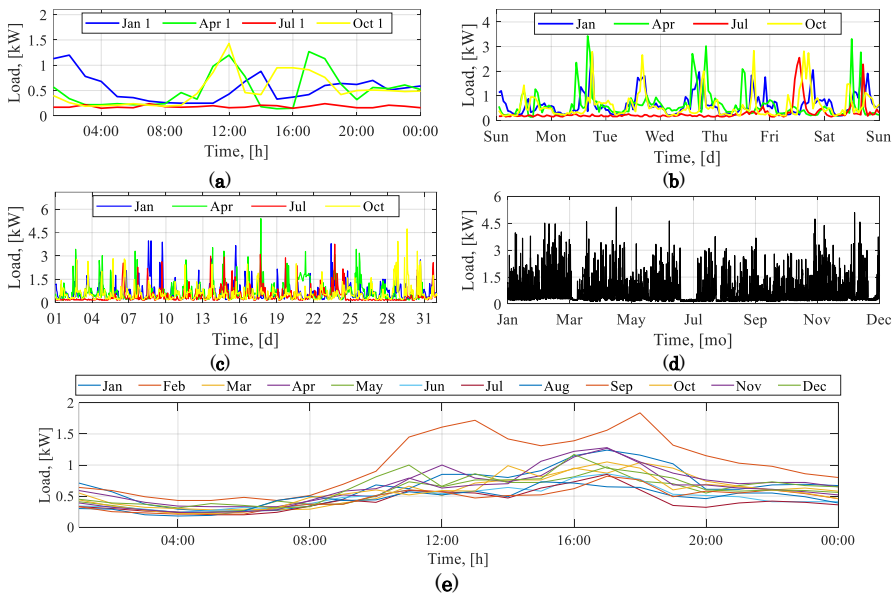 Jan 1 Apr 1 Jul 1 Oct 1
Load, [kW]
2
1.5
1
0.5
0
04:00 08:00 12:00 16:00 20:00 00:00
Time, [h]
(a)
Jan Apr Jul Oct
Load, [kW]
4
3
2
1
0
Sun Mon Tue Wed Thu Fri Sat Sun
Time, [d]
(b)
Jan Apr Jul Oct
Load, [kW]
6
4.5
3
1.5
0
01 04 07 10 13 16 19 22 25 28 31
Time, [d]
(c)
Load, [kW]
6
4.5
3
1.5
0
Jan Mar May Jul Sep Nov Dec
Time, [mo]
(d)
Jan Feb Mar Apr May Jun Jul Aug Sep Oct Nov Dec
Load, [kW]
2
1.5
1
0.5
0
04:00 08:00 12:00 16:00 20:00 00:00
Time, [h]
(e)